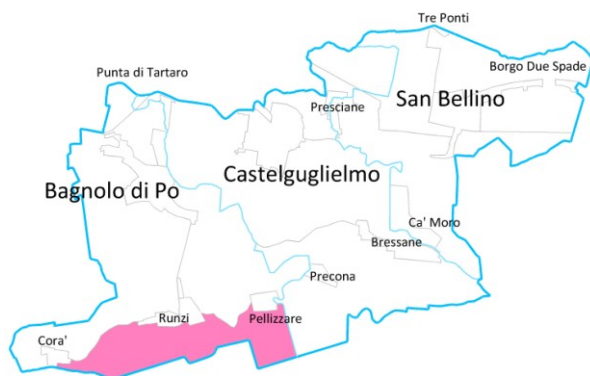 Tre Ponti
Borgo Due Spade
Punta di Tartaro
San Bellino
Presciane
Castelguglielmo
Bagnolo di Po
Ca' Moro
Bressane
Precona
Runzi
Pellizzare
Cora'